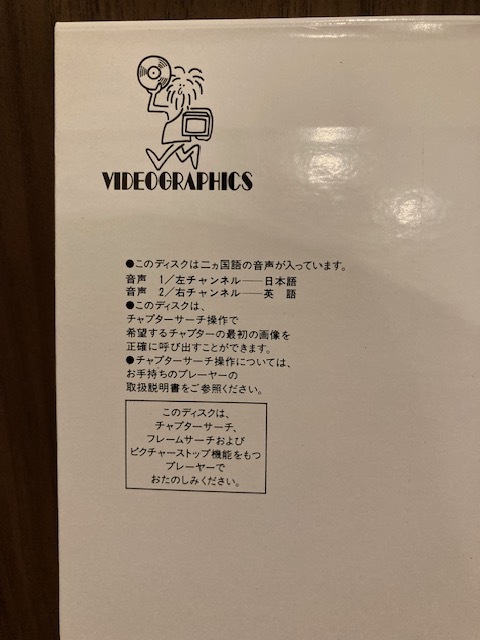 VIDEOGRAPHICS
●このディスクは二ヵ国語の音声が入っています。
音声 1/左チャンネル——日本語
音声 2/右チャンネル——英 語
●このディスクは、
チャプターサーチ操作で
希望するチャプターの最初の画像を
正確に呼び出すことができます。
●チャプターサーチ操作については、
お手持ちのプレーヤーの
取扱説明書をご参照ください。
このディスクは、
チャプターサーチ、
フレームサーチおよび
ピクチャーストップ機能をもつ
プレーヤーで
おたのしみください。